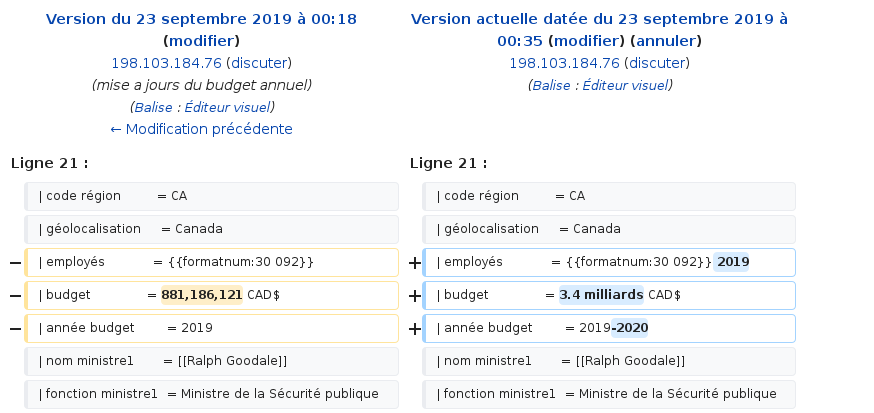 Version du 23 septembre 2019 à 00:18
(modifier)
198.103.184.76 (discuter)
(mise a jours du budget annuel)
(Balise : Éditeur visuel)
← Modification précédente
Version actuelle datée du 23 septembre 2019 à
00:35 (modifier) (annuler)
198.103.184.76 (discuter)
(Balise : Éditeur visuel)
Ligne 21 :
Ligne 21 :
| code région = CA
| code région = CA
| géolocalisation = Canada
| géolocalisation = Canada
− | employés = {{formatnum:30 092}}
+ | employés = {{formatnum:30 092}} 2019
− | budget = 881,186,121 CAD$
+ | budget = 3.4 milliards CAD$
− | année budget = 2019
+ | année budget = 2019-2020
| nom ministre1 = [[Ralph Goodale]]
| nom ministre1 = [[Ralph Goodale]]
| fonction ministre1 = Ministre de la Sécurité publique
| fonction ministre1 = Ministre de la Sécurité publique